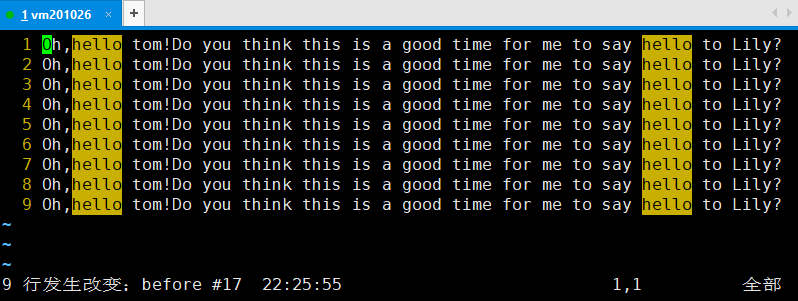 1 vm201026 × +
1 Oh,hello tom!Do you think this is a good time for me to say hello to Lily?
2 Oh,hello tom!Do you think this is a good time for me to say hello to Lily?
3 Oh,hello tom!Do you think this is a good time for me to say hello to Lily?
4 Oh,hello tom!Do you think this is a good time for me to say hello to Lily?
5 Oh,hello tom!Do you think this is a good time for me to say hello to Lily?
6 Oh,hello tom!Do you think this is a good time for me to say hello to Lily?
7 Oh,hello tom!Do you think this is a good time for me to say hello to Lily?
8 Oh,hello tom!Do you think this is a good time for me to say hello to Lily?
9 Oh,hello tom!Do you think this is a good time for me to say hello to Lily?
~
~
~
9 行发生改变: before #17  22:25:55 1,1 全部